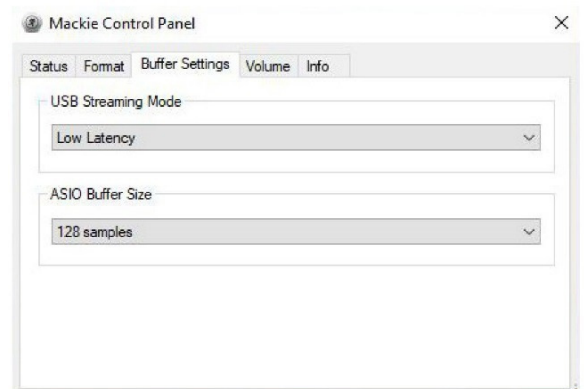 Mackie Control Panel
Status Format Buffer Settings Volume Info
USB Streaming Mode
Low Latency
ASIO Buffer Size
128 samples